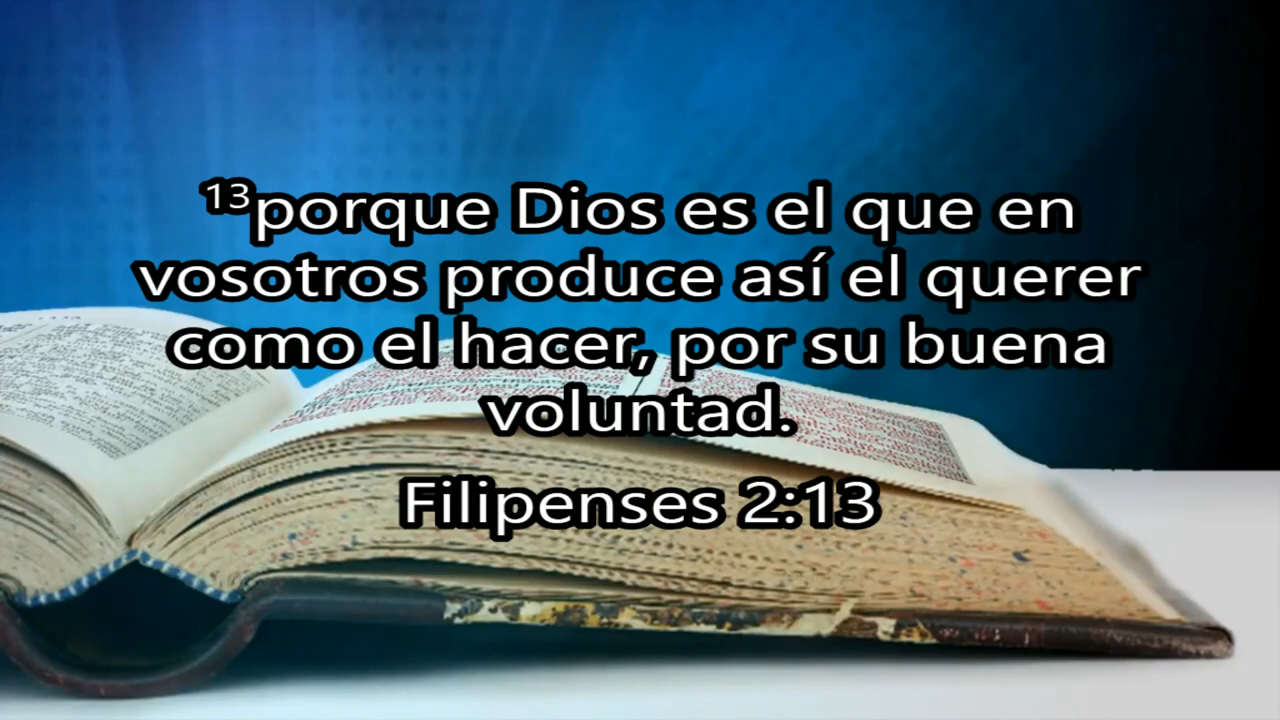 ¹³porque Dios es el que en
vosotros produce así el querer
como el hacer, por su buena
voluntad.
Filipenses 2:13